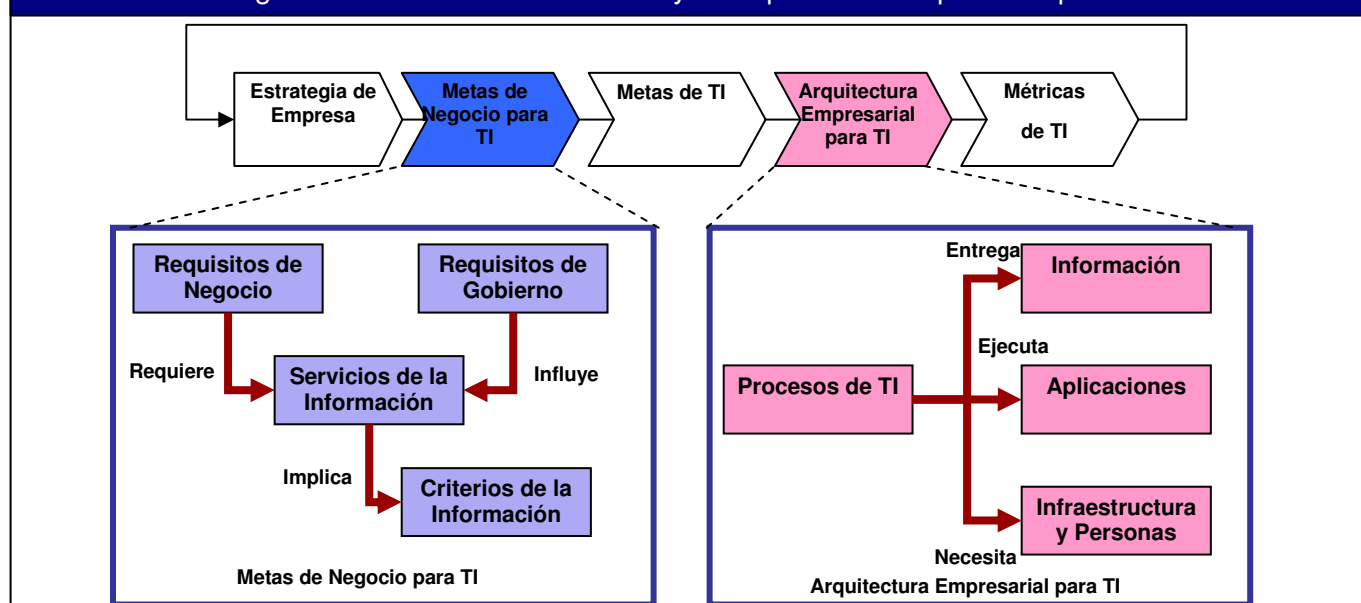 Estrategia de
Empresa
Metas de
Negocio para
TI
Metas de TI
Arquitectura
Empresarial
para TI
Métricas
de TI
Requisitos de
Negocio
Requisitos de
Gobierno
Requiere
Servicios de la
Información
Influye
Implica
Criterios de la
Información
Metas de Negocio para TI
Entrega
Información
Ejecuta
Procesos de TI
Aplicaciones
Infraestructura
y Personas
Necesita
Arquitectura Empresarial para TI